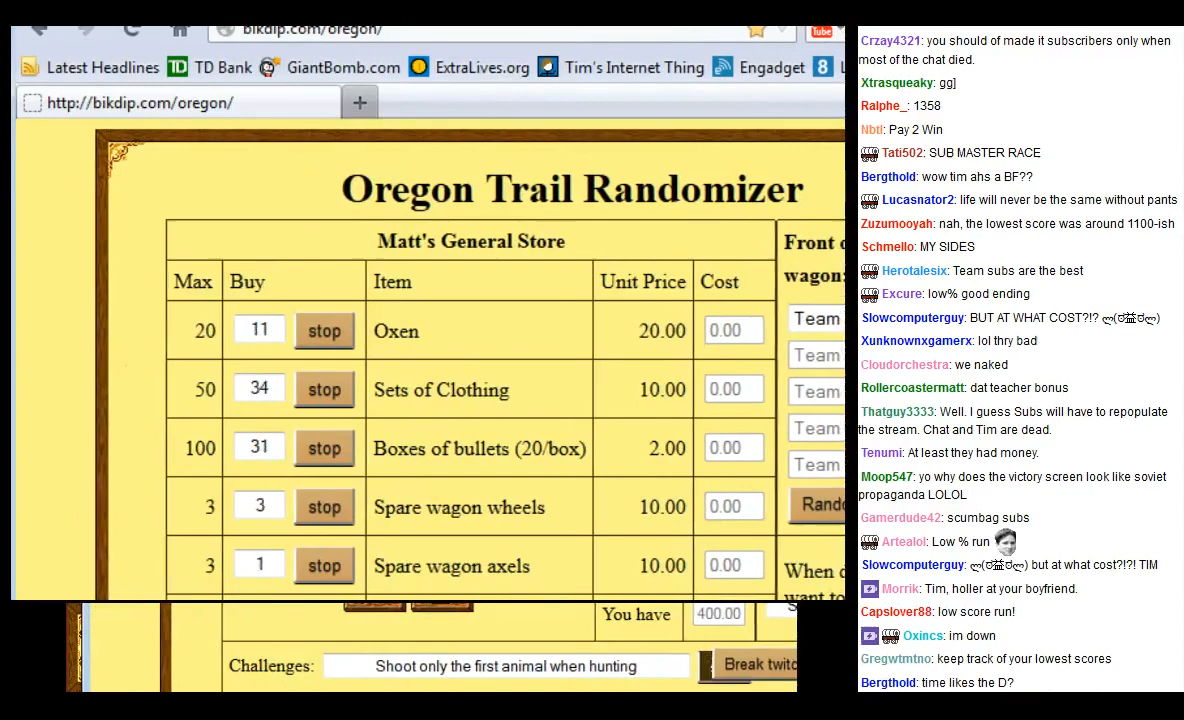 bikdip.com/oregon/
Tube
Latest Headlines TD TD Bank GiantBomb.com ExtraLives.org Tim's Internet Thing Engadget 8
http://bikdip.com/oregon/
Oregon Trail Randomizer
Matt's General Store
Front
wagon:
Max Buy Item Unit Price Cost
20 11 stop Oxen 20.00 0.00 Team
Team
50 34 stop Sets of Clothing 10.00 0.00 Team
Team
100 31 stop Boxes of bullets (20/box) 2.00 0.00 Team
3 3 stop Spare wagon wheels 10.00 0.00
3 1 stop Spare wagon axels 10.00 0.00 When
want to
You have 400.00
Challenges: Shoot only the first animal when hunting Break
Crzay4321: you should of made it subscribers only when
most of the chat died.
Xtrasqueaky: gg]
Ralphe_: 1358
Nbtl: Pay 2 Win
Tati502: SUB MASTER RACE
Bergthold: wow tim ahs a BF??
Lucasnator2: life will never be the same without pants
Zuzumooyah: nah, the lowest score was around 1100-ish
Schmello: MY SIDES
Herotalesix: Team subs are the best
Excure: low% good ending
Slowcomputerguy: BUT AT WHAT COST?!? ლ(ಠ益ಠლ)
Xunknownxgamerx: lol thry bad
Cloudorchestra: we naked
Rollercoastermatt: dat teacher bonus
Thatguy3333: Well. I guess Subs will have to repopulate
the stream. Chat and Tim are dead.
Tenumi: At least they had money.
Moop547: yo why does the victory screen look like soviet
propaganda LOLOL
Gamerdude42: scumbag subs
Artealol: Low % run
Slowcomputerguy: ლ(ಠ益ಠლ) but at what cost?!?! TIM
Morrik: Tim, holler at your boyfriend.
Capslover88: low score run!
Oxincs: im down
Gregwtmtno: keep track of your lowest scores
Bergthold: time likes the D?